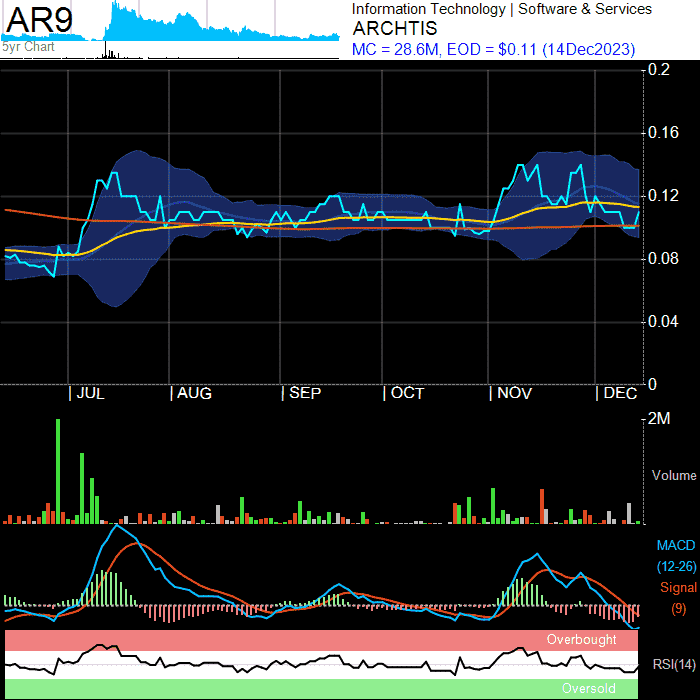 AR9
5yr Chart
Information Technology | Software & Services
ARCHTIS
MC = 28.6M, EOD = $0.11 (14Dec2023)
0.2
0.16
0.12
0.08
0.04
0
| JUL | AUG | SEP | OCT | NOV | DEC
2M
Volume
MACD
(12-26)
Signal
(9)
Overbought
RSI(14)
Oversold